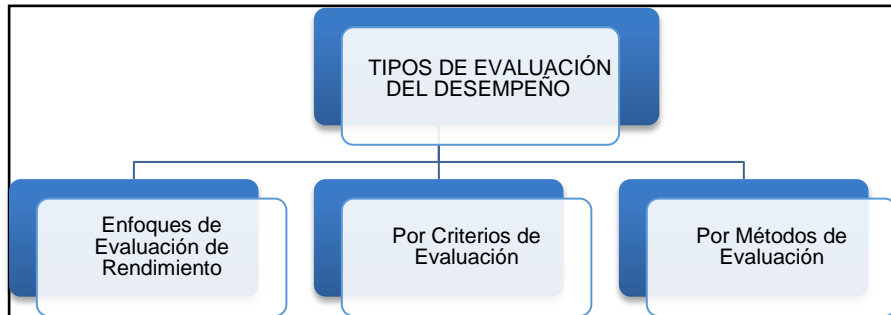 TIPOS DE EVALUACIÓN
DEL DESEMPEÑO
Enfoques de
Evaluación de
Rendimiento
Por Criterios de
Evaluación
Por Métodos de
Evaluación